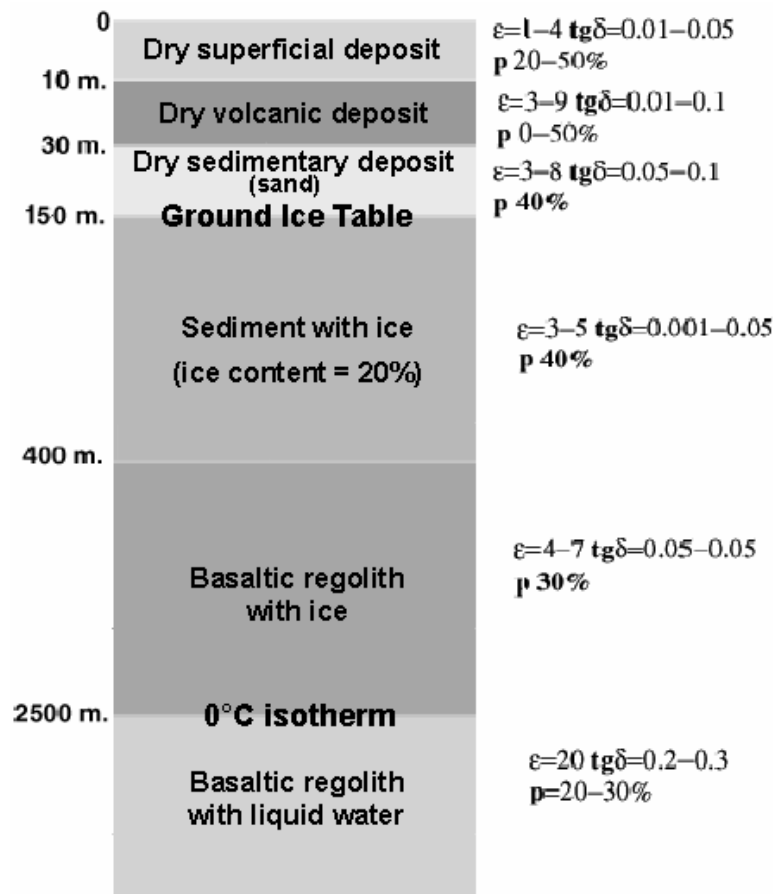 0
Dry superficial deposit
ε=1–4 tgδ=0.01–0.05
p 20–50%
10 m.
Dry volcanic deposit
ε=3–9 tgδ=0.01–0.1
p 0–50%
30 m.
Dry sedimentary deposit
(sand)
ε=3–8 tgδ=0.05–0.1
p 40%
150 m.
Ground Ice Table
Sediment with ice
(ice content = 20%)
ε=3–5 tgδ=0.001–0.05
p 40%
400 m.
Basaltic regolith
with ice
ε=4–7 tgδ=0.05–0.05
p 30%
2500 m.
0°C isotherm
Basaltic regolith
with liquid water
ε=20 tgδ=0.2–0.3
p=20–30%